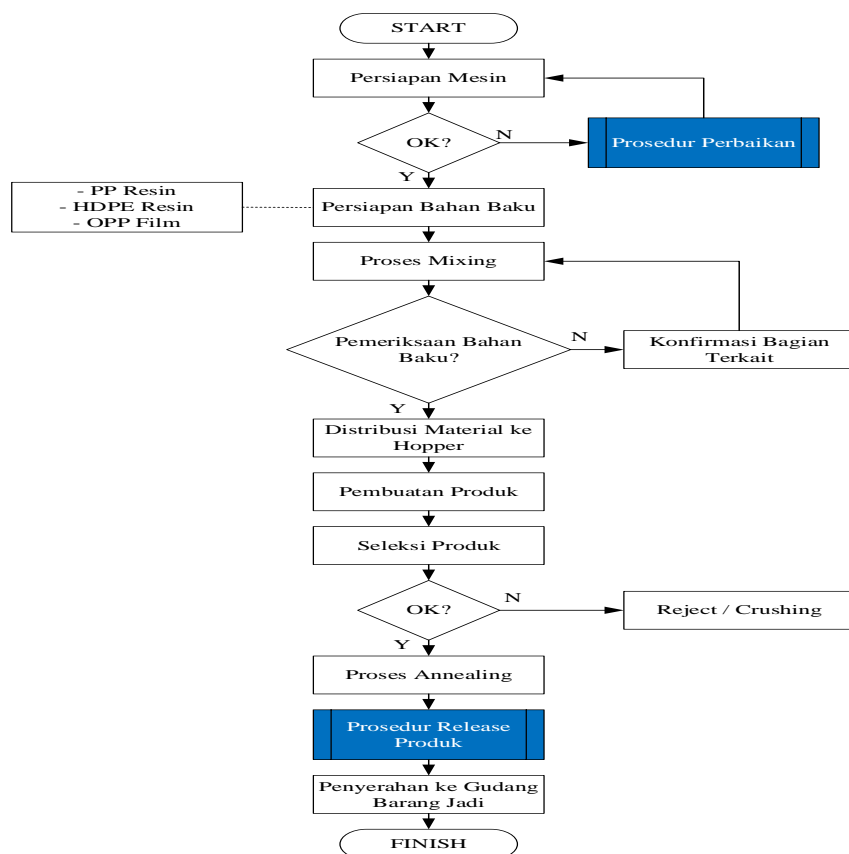 START
Persiapan Mesin
OK?
N
Prosedur Perbaikan
Y
- PP Resin
- HDPE Resin
- OPP Film
Persiapan Bahan Baku
Proses Mixing
Pemeriksaan Bahan
Baku?
N
Konfirmasi Bagian
Terkait
Y
Distribusi Material ke
Hopper
Pembuatan Produk
Seleksi Produk
OK?
N
Reject / Crushing
Y
Proses Annealing
Prosedur Release
Produk
Penyerahan ke Gudang
Barang Jadi
FINISH